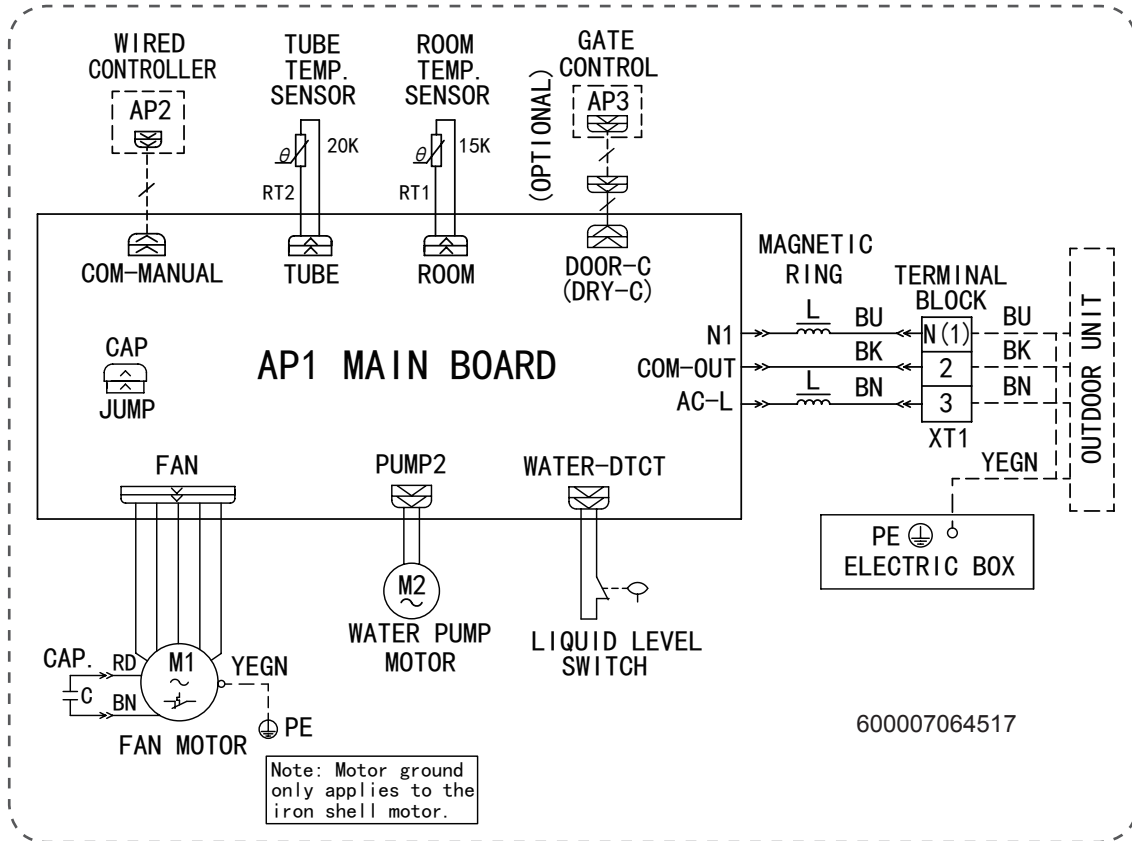 WIRED
CONTROLLER
AP2
TUBE
TEMP.
SENSOR
θ
20K
RT2
ROOM
TEMP.
SENSOR
θ
15K
RT1
(OPTIONAL)
GATE
CONTROL
AP3
COM-MANUAL
TUBE
ROOM
DOOR-C
(DRY-C)
MAGNETIC
RING
TERMINAL
BLOCK
CAP
JUMP
AP1 MAIN BOARD
N1
L
BU
N(1)
BU
COM-OUT
BK
2
BK
AC-L
L
BN
3
BN
XT1
OUTDOOR UNIT
YEGN
PE
ELECTRIC BOX
FAN
PUMP2
WATER-DTCT
M2
WATER PUMP
MOTOR
LIQUID LEVEL
SWITCH
CAP.
C
RD
BN
M1
YEGN
PE
FAN MOTOR
Note: Motor ground
only applies to the
iron shell motor.
600007064517